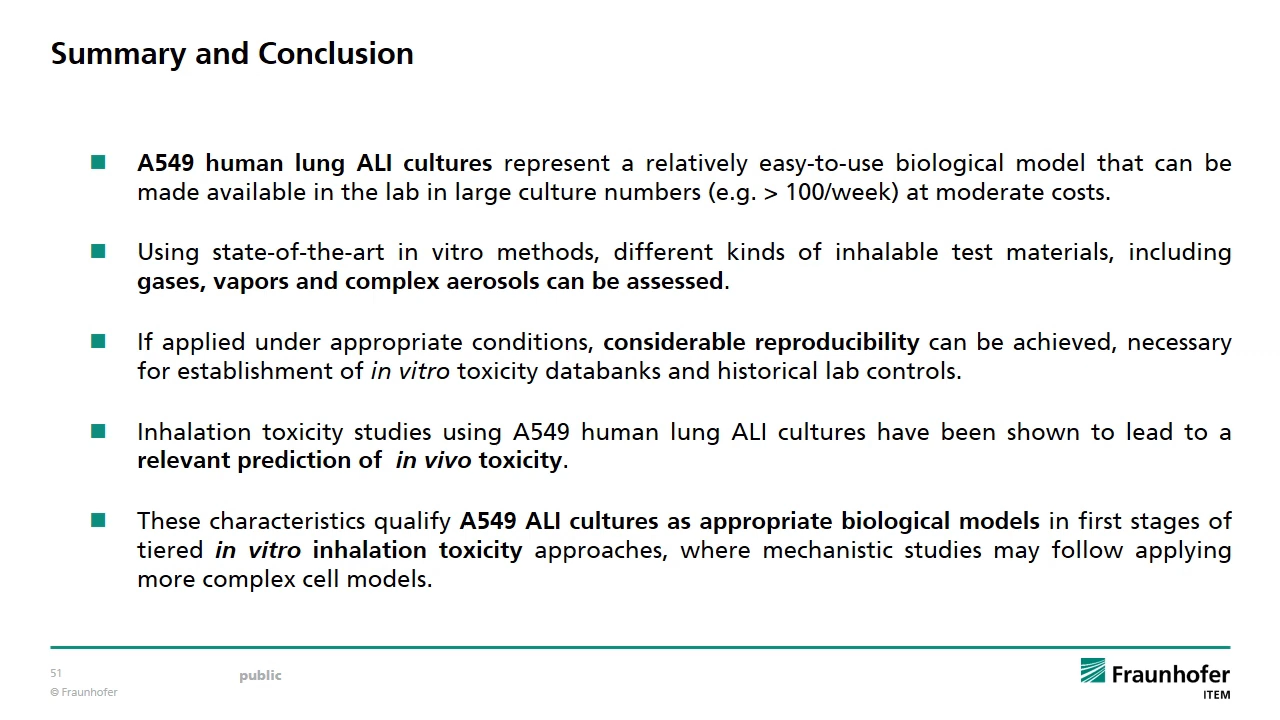 Summary and Conclusion
A549 human lung ALI cultures represent a relatively easy-to-use biological model that can be
made available in the lab in large culture numbers (e.g. > 100/week) at moderate costs.
Using state-of-the-art in vitro methods, different kinds of inhalable test materials, including
gases, vapors and complex aerosols can be assessed.
If applied under appropriate conditions, considerable reproducibility can be achieved, necessary
for establishment of in vitro toxicity databanks and historical lab controls.
Inhalation toxicity studies using A549 human lung ALI cultures have been shown to lead to a
relevant prediction of in vivo toxicity.
These characteristics qualify A549 ALI cultures as appropriate biological models in first stages of
tiered in vitro inhalation toxicity approaches, where mechanistic studies may follow applying
more complex cell models.
51
public
© Fraunhofer
Fraunhofer
ITEM